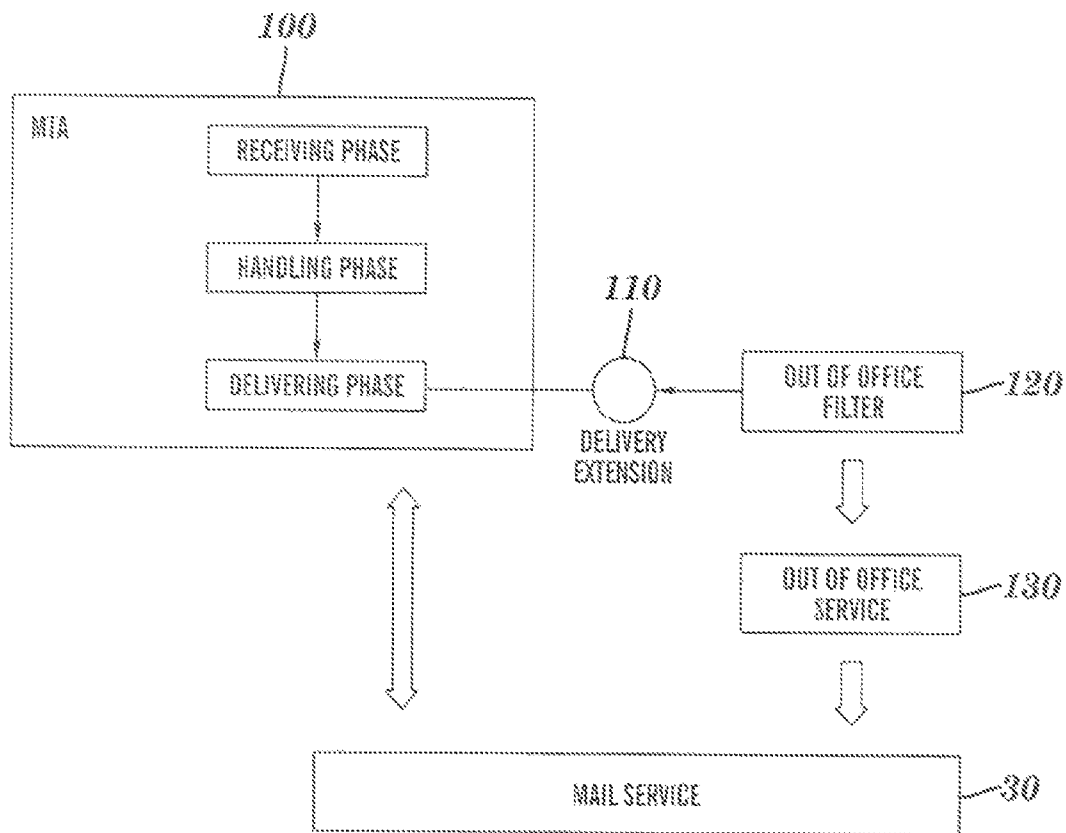 100
MTA
RECEIVING PHASE
HANDLING PHASE
DELIVERING PHASE
110
DELIVERY
EXTENSION
OUT OF OFFICE
FILTER
120
OUT OF OFFICE
SERVICE
130
MAIL SERVICE
30